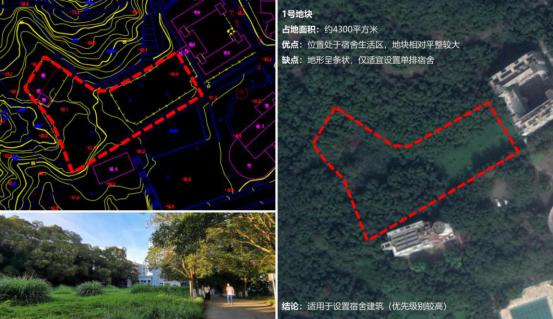 1号地块
占地面积：约4300平方米
优点：位置处于宿舍生活区，地块相对平整较大
缺点：地形呈条状，仅适宜设置单排宿舍
结论：适用于设置宿舍建筑（优先级别较高）